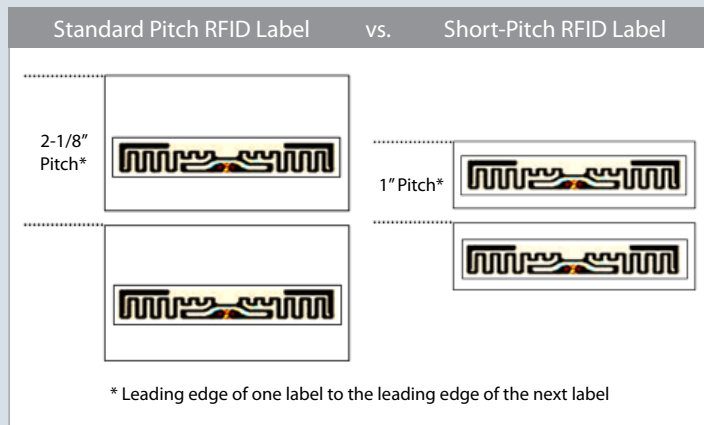 Standard Pitch RFID Label vs. Short-Pitch RFID Label
2-1/8”
Pitch*
1” Pitch*
* Leading edge of one label to the leading edge of the next label